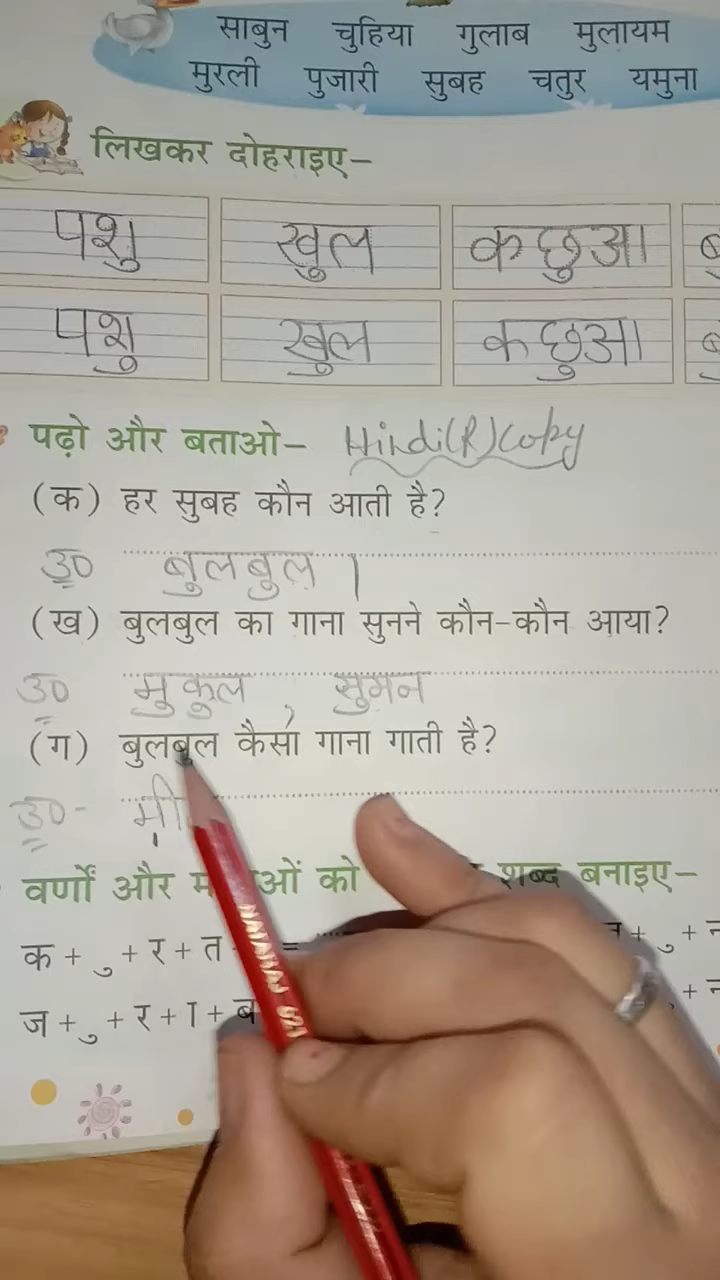 साबुन चुहिया गुलाब मुलायम
मुरली पुजारी सुबह चतुर यमुना
लिखकर दोहराइए–
पशु खुल कछुआ
पशु खुल कछुआ
पढ़ो और बताओ– Hindi(R)Copy
(क) हर सुबह कौन आती है?
उ० बुलबुल ।
(ख) बुलबुल का गाना सुनने कौन-कौन आया?
उ० मुकुल , सुमन
(ग) बुलबुल कैसा गाना गाती है?
उ०- मी
वर्णों और को शब्द बनाइए–
क + ु + र + त = + ु + न
ज + ु + र + ा + ब + न